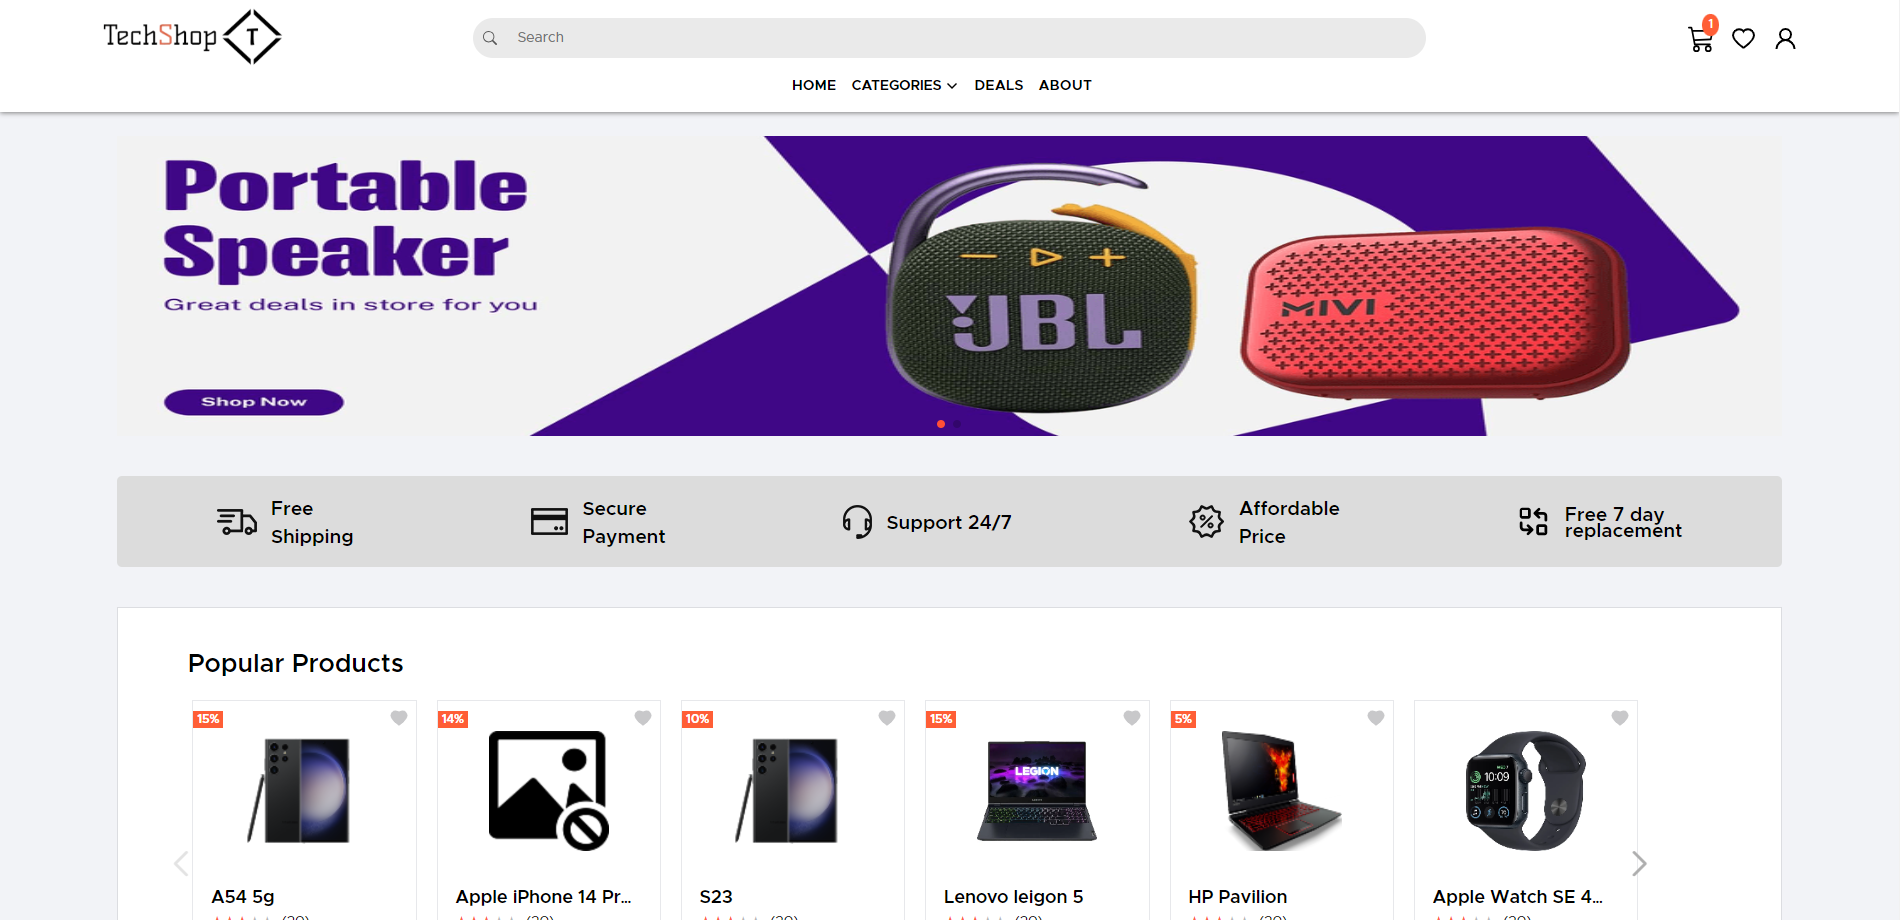 TechShop T
Search
1
HOME CATEGORIES DEALS ABOUT
Portable
Speaker
Great deals in store for you
Shop Now
JBL
MIVI
Free
Shipping
Secure
Payment
Support 24/7
Affordable
Price
Free 7 day
replacement
Popular Products
15%
14%
10%
15%
5%
LEGION
10:09
A54 5g
Apple iPhone 14 Pr...
S23
Lenovo leigon 5
HP Pavilion
Apple Watch SE 4...